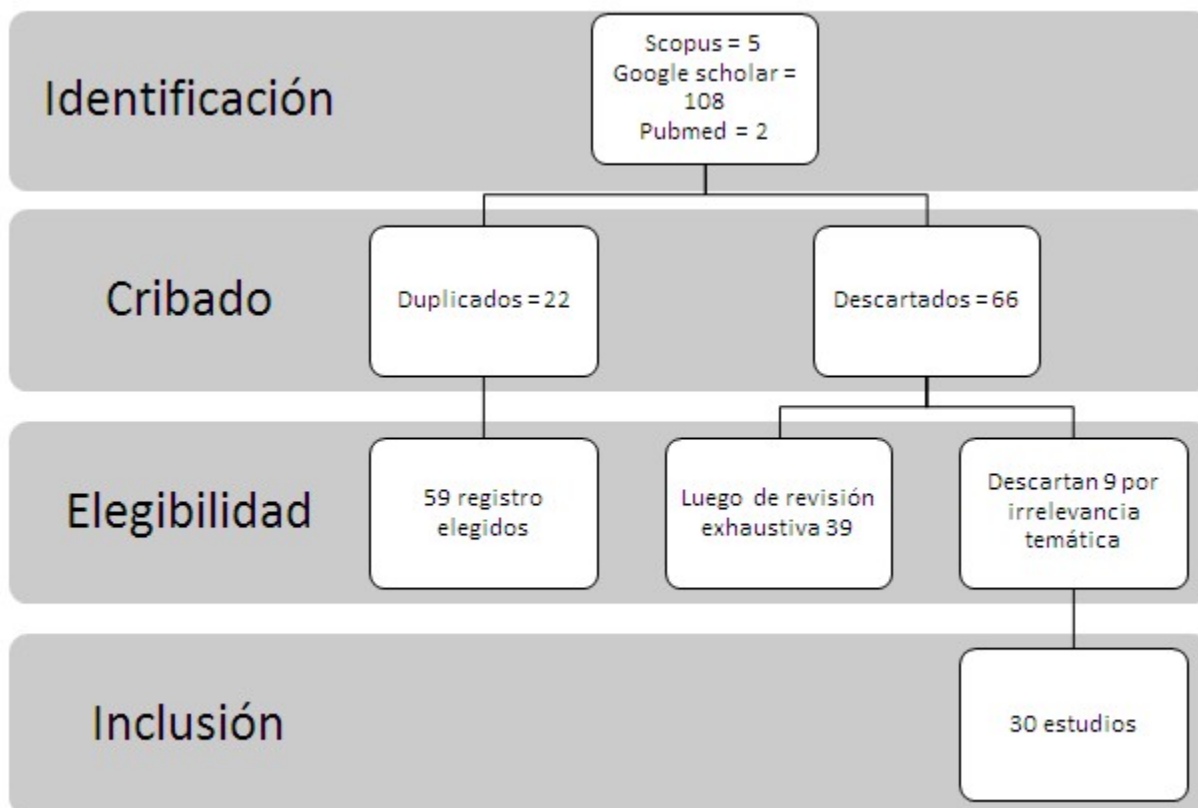 Identificación
Scopus = 5
Google scholar =
108
Pubmed = 2
Cribado
Duplicados = 22
Descartados = 66
Elegibilidad
59 registro
elegidos
Luego de revisión
exhaustiva 39
Descartan 9 por
irrelevancia
temática
Inclusión
30 estudios